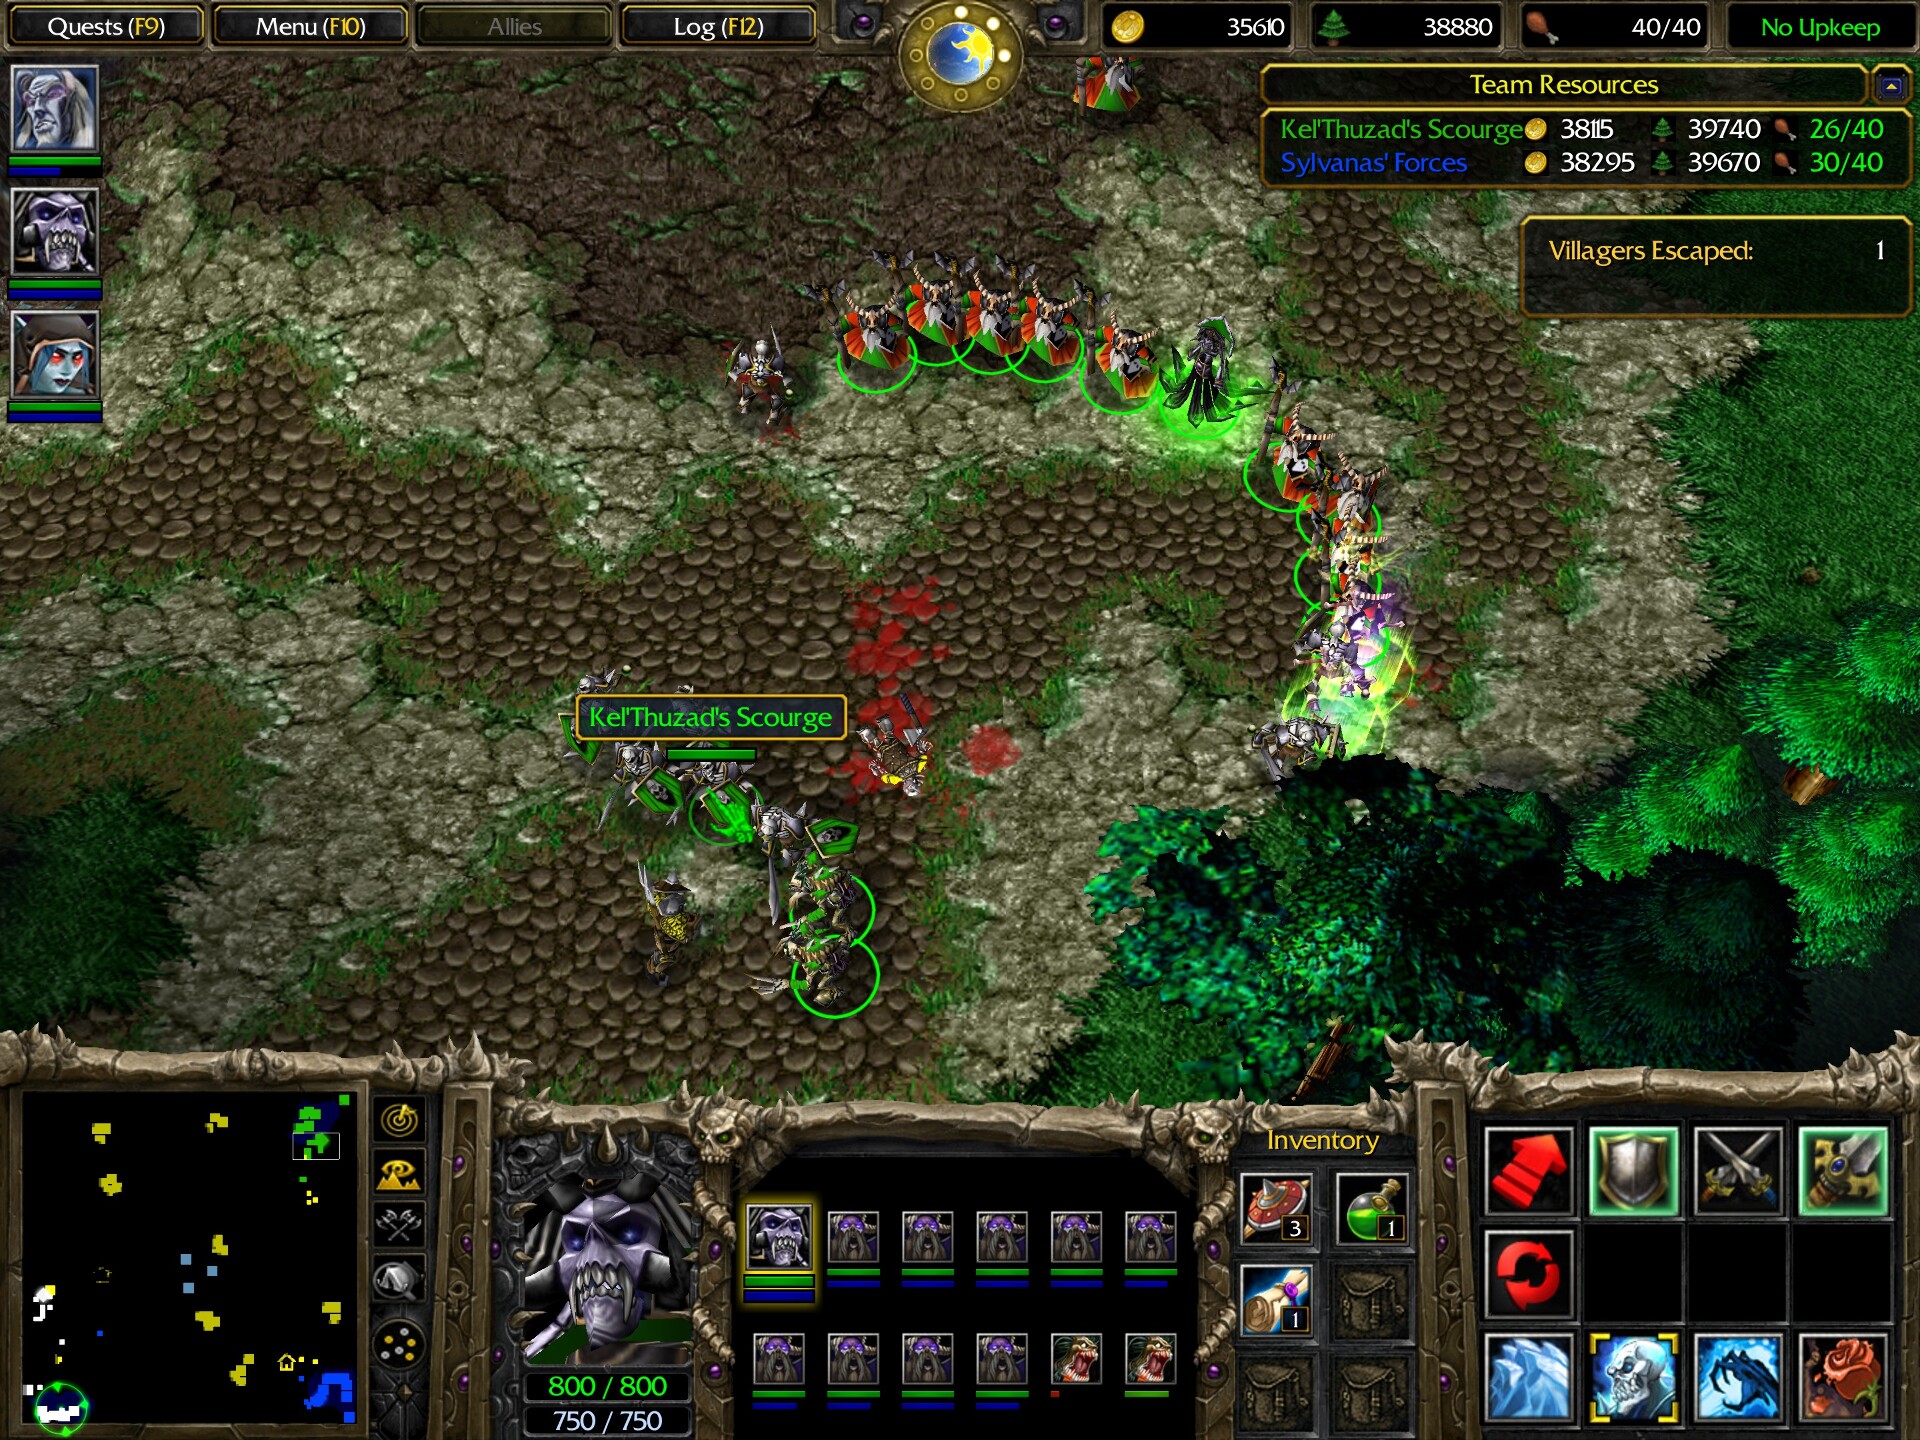 Quests (F9) Menu (F10) Allies Log (F12) 35610 38880 40/40 No Upkeep
Team Resources
Kel'Thuzad's Scourge 38115 39740 26/40
Sylvanas' Forces 38295 39670 30/40
Villagers Escaped: 1
Kel'Thuzad's Scourge
Inventory
3 1
1
800 / 800
750 / 750